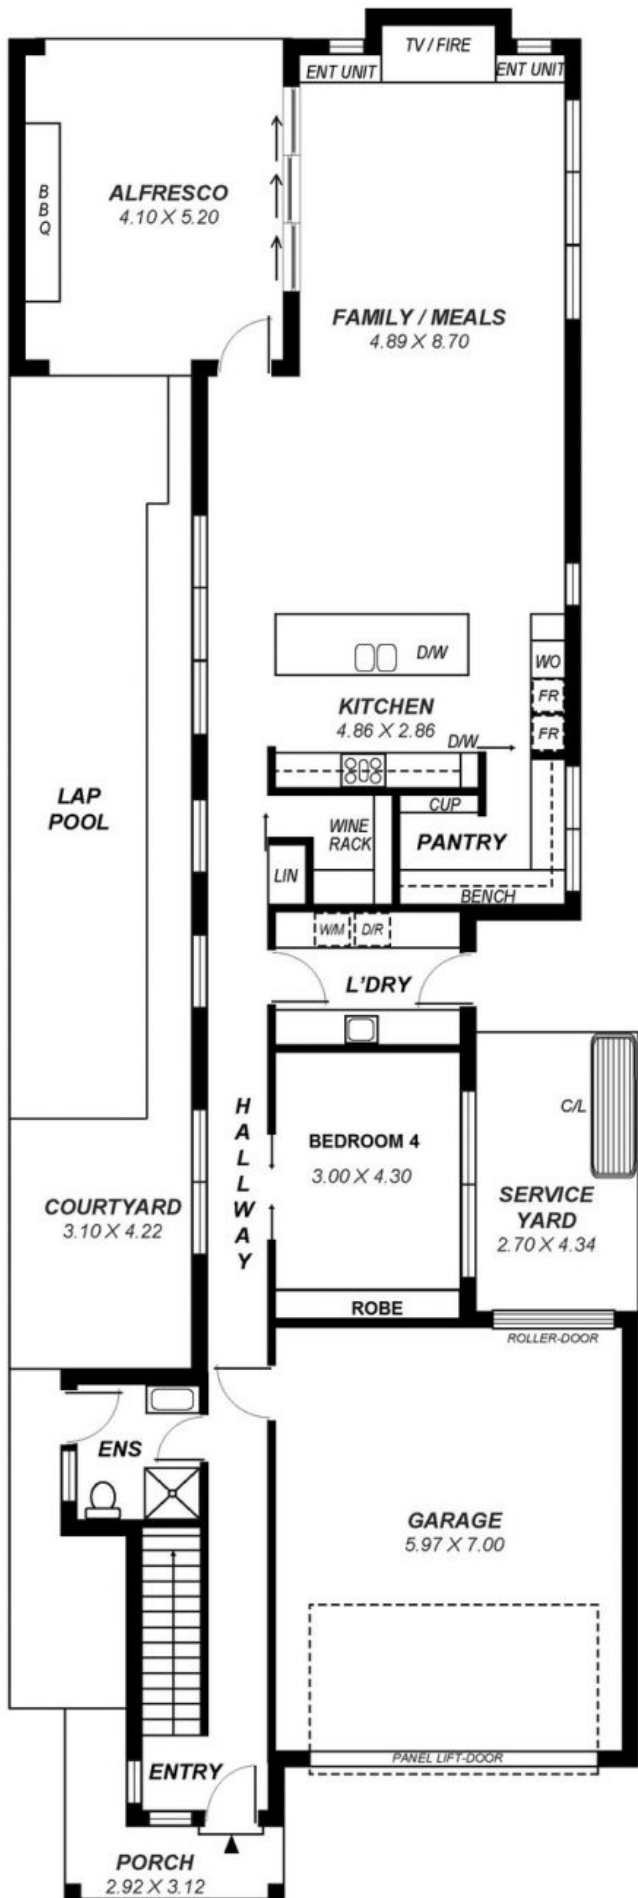 TV / FIRE
ENT UNIT
ENT UNIT
B
B
Q
ALFRESCO
4.10 X 5.20
FAMILY / MEALS
4.89 X 8.70
D/W
WO
FR
FR
KITCHEN
4.86 X 2.86
D/W
LAP
POOL
WINE
RACK
CUP
PANTRY
LIN
BENCH
W/M
D/R
L'DRY
H
A
L
L
W
A
Y
BEDROOM 4
3.00 X 4.30
C/L
SERVICE
YARD
2.70 X 4.34
COURTYARD
3.10 X 4.22
ROBE
ROLLER-DOOR
ENS
GARAGE
5.97 X 7.00
PANEL LIFT-DOOR
ENTRY
PORCH
2.92 X 3.12